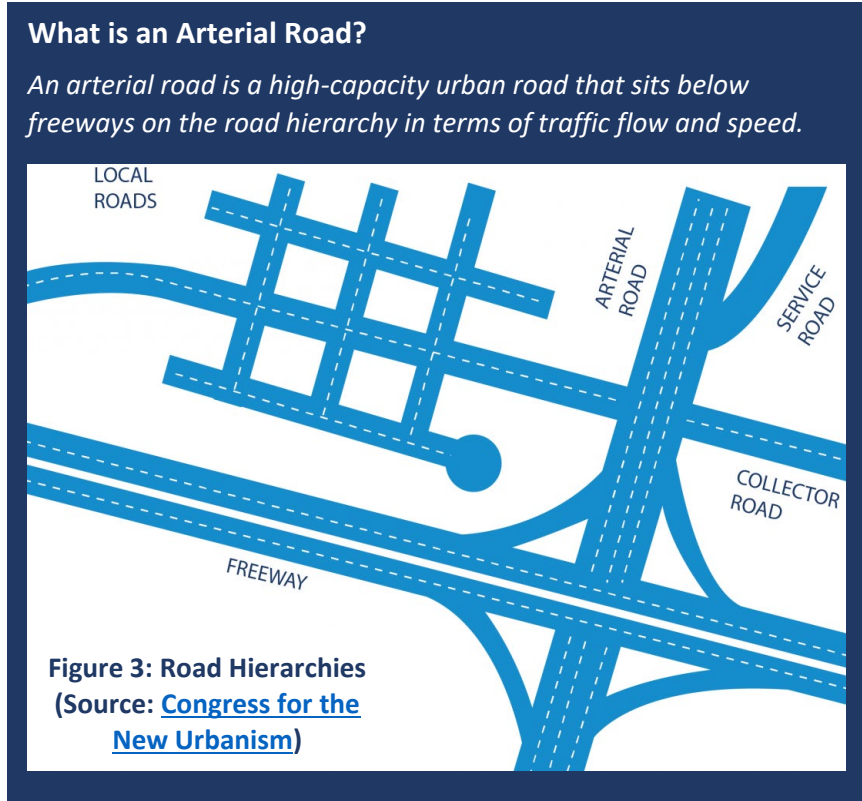 What is an Arterial Road?
An arterial road is a high-capacity urban road that sits below
freeways on the road hierarchy in terms of traffic flow and speed.
LOCAL
ROADS
ARTERIAL
ROAD
SERVICE
ROAD
COLLECTOR
ROAD
FREEWAY
Figure 3: Road Hierarchies
(Source: Congress for the
New Urbanism)